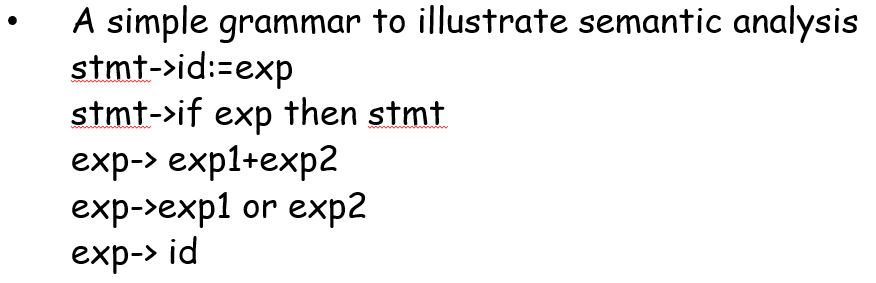 • A simple grammar to illustrate semantic analysis
stmt->id:=exp
stmt->if exp then stmt
exp-> exp1+exp2
exp->exp1 or exp2
exp-> id